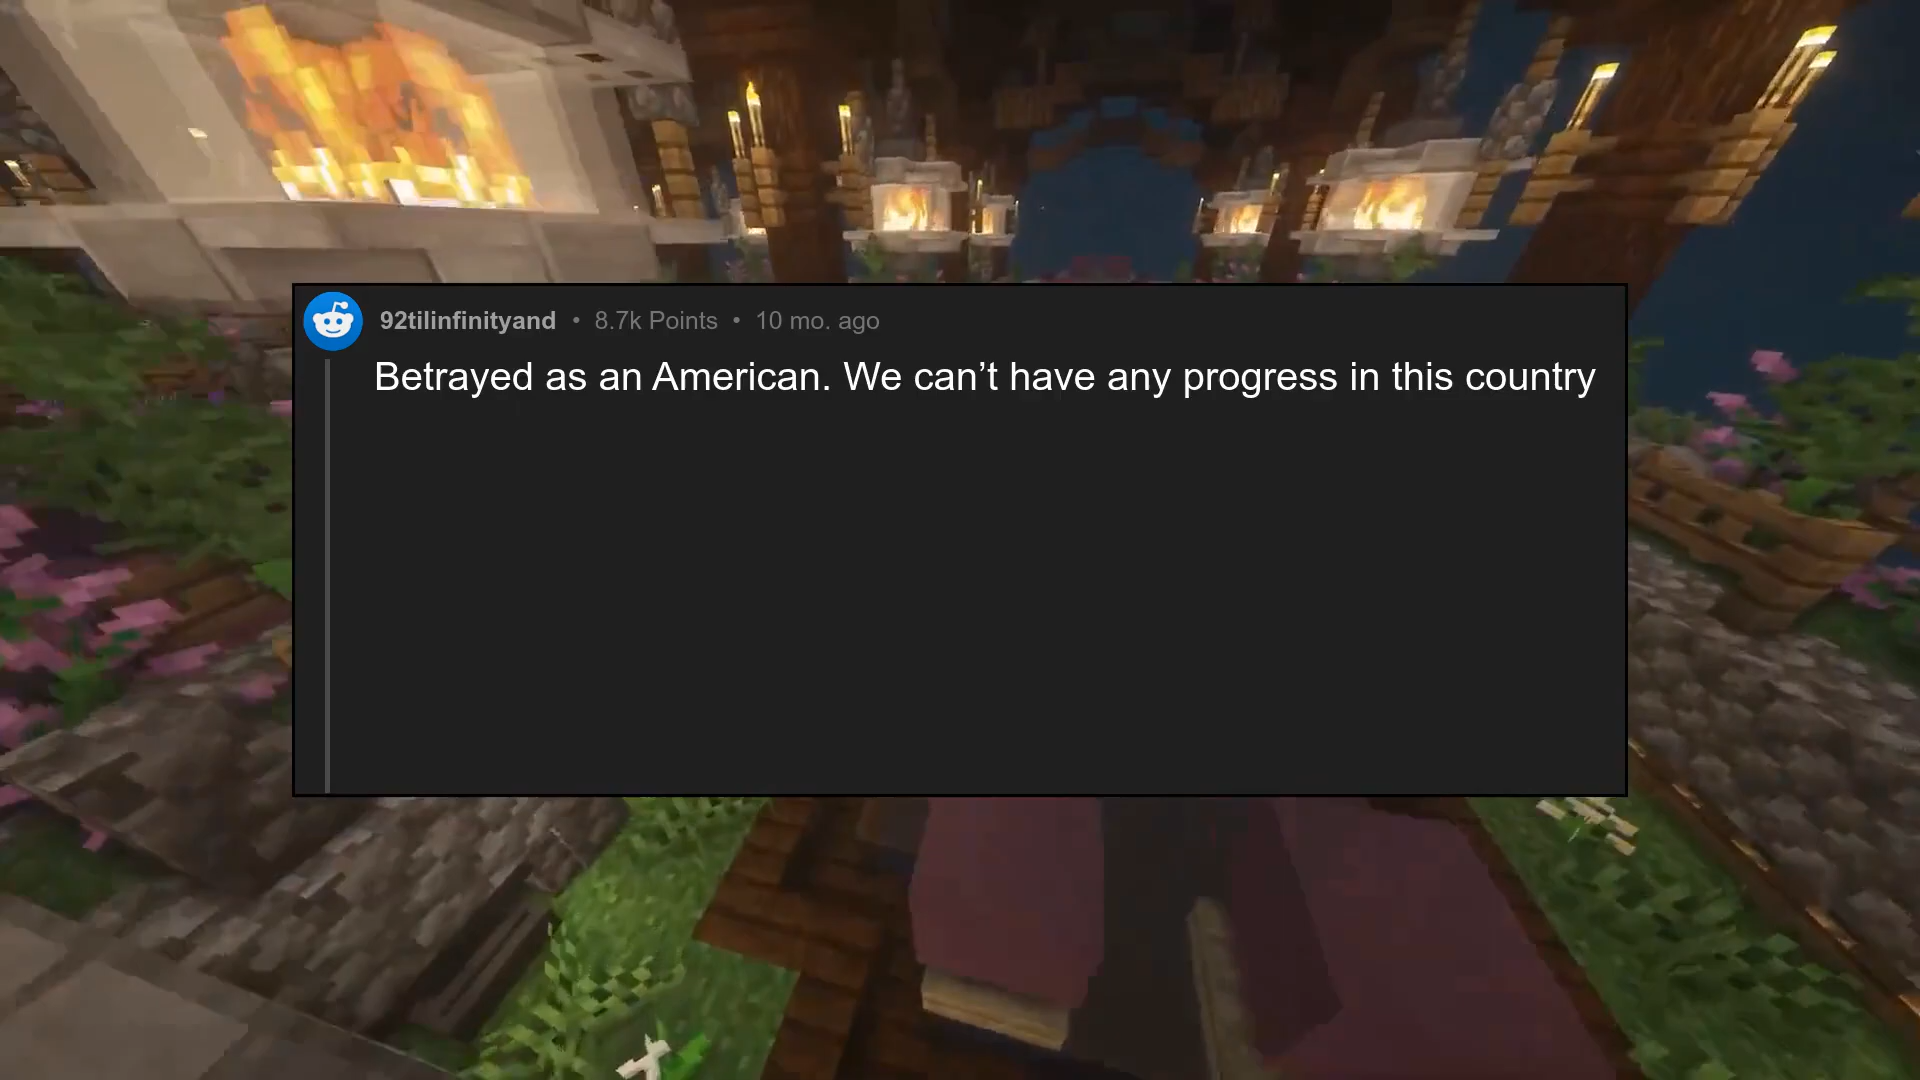 92tilinfinityand • 8.7k Points • 10 mo. ago
Betrayed as an American. We can’t have any progress in this country